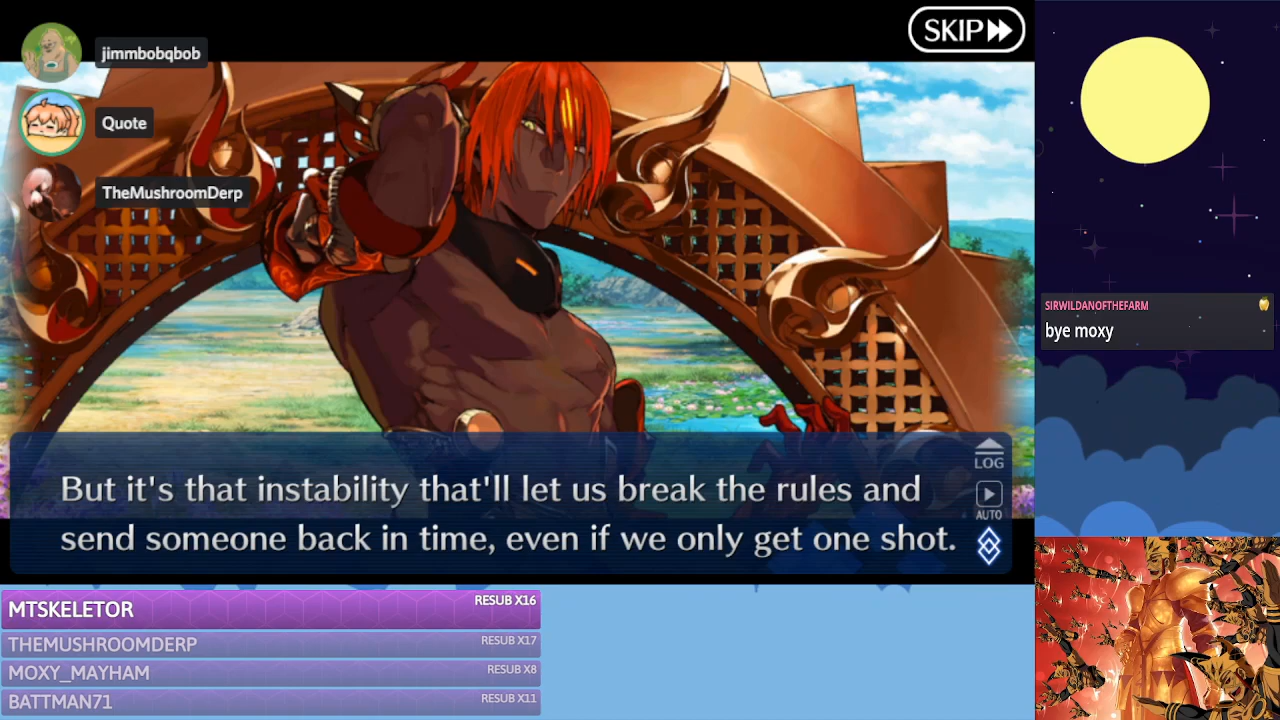 SKIP
jimmbobqbob
Quote
TheMushroomDerp
SIRWILDANOFTHEFARM
bye moxy
LOG
AUTO
But it's that instability that'll let us break the rules and
send someone back in time, even if we only get one shot.
MTSKELETOR RESUB X16
THEMUSHROOMDERP RESUB X17
MOXY_MAYHAM RESUB X8
BATTMAN71 RESUB X11